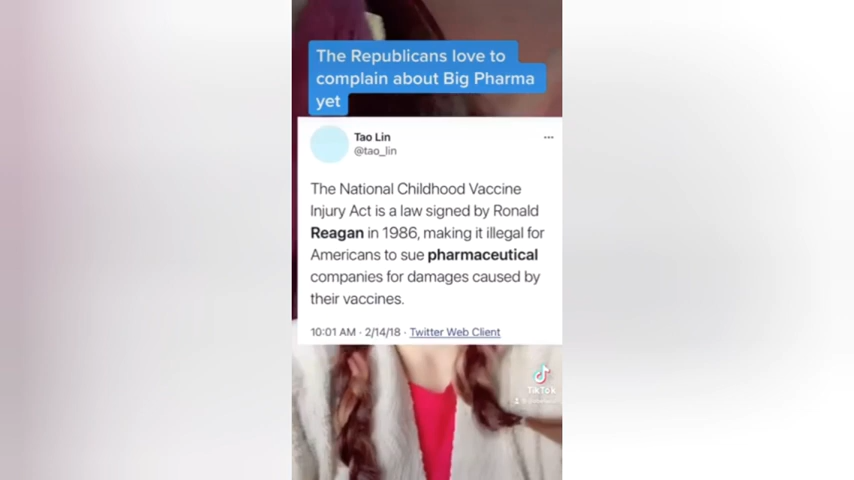 The Republicans love to
complain about Big Pharma
yet
Tao Lin
@tao_lin
The National Childhood Vaccine
Injury Act is a law signed by Ronald
Reagan in 1986, making it illegal for
Americans to sue pharmaceutical
companies for damages caused by
their vaccines.
10:01 AM · 2/14/18 · Twitter Web Client
TikTok